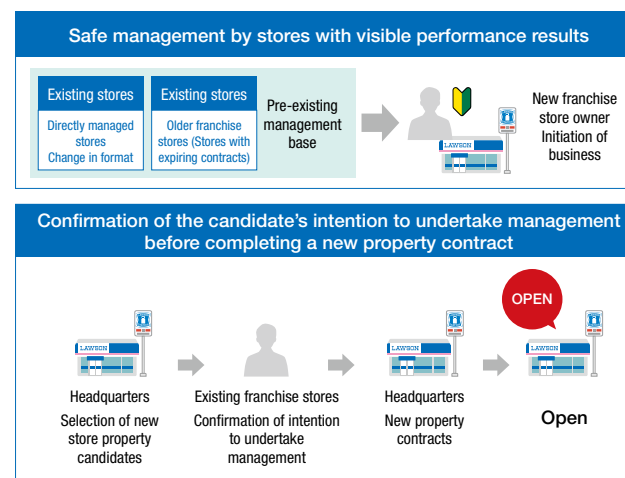 Safe management by stores with visible performance results
Existing stores
Directly managed
stores
Change in format
Existing stores
Older franchise
stores (Stores with
expiring contracts)
Pre-existing
management
base
LAWSON
New franchise
store owner
Initiation of
business
Confirmation of the candidate's intention to undertake management
before completing a new property contract
LAWSON
Headquarters
Selection of new
store property
candidates
Existing franchise stores
Confirmation of intention
to undertake
management
LAWSON
Headquarters
New property
contracts
OPEN
LAWSON
Open